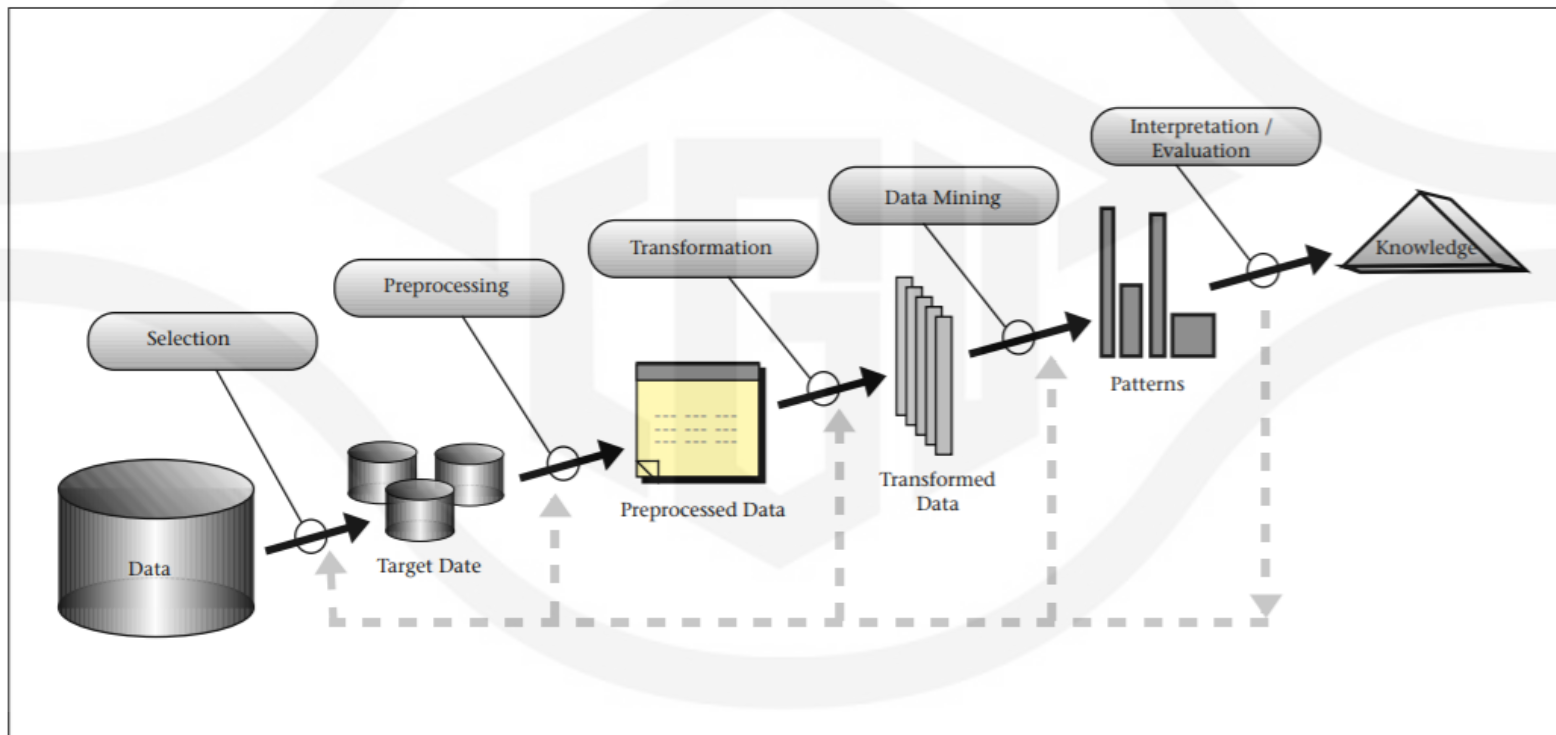 Interpretation /
Evaluation
Data Mining
Transformation
Knowledge
Preprocessing
Selection
Patterns
Transformed
Data
Preprocessed Data
Target Date
Data